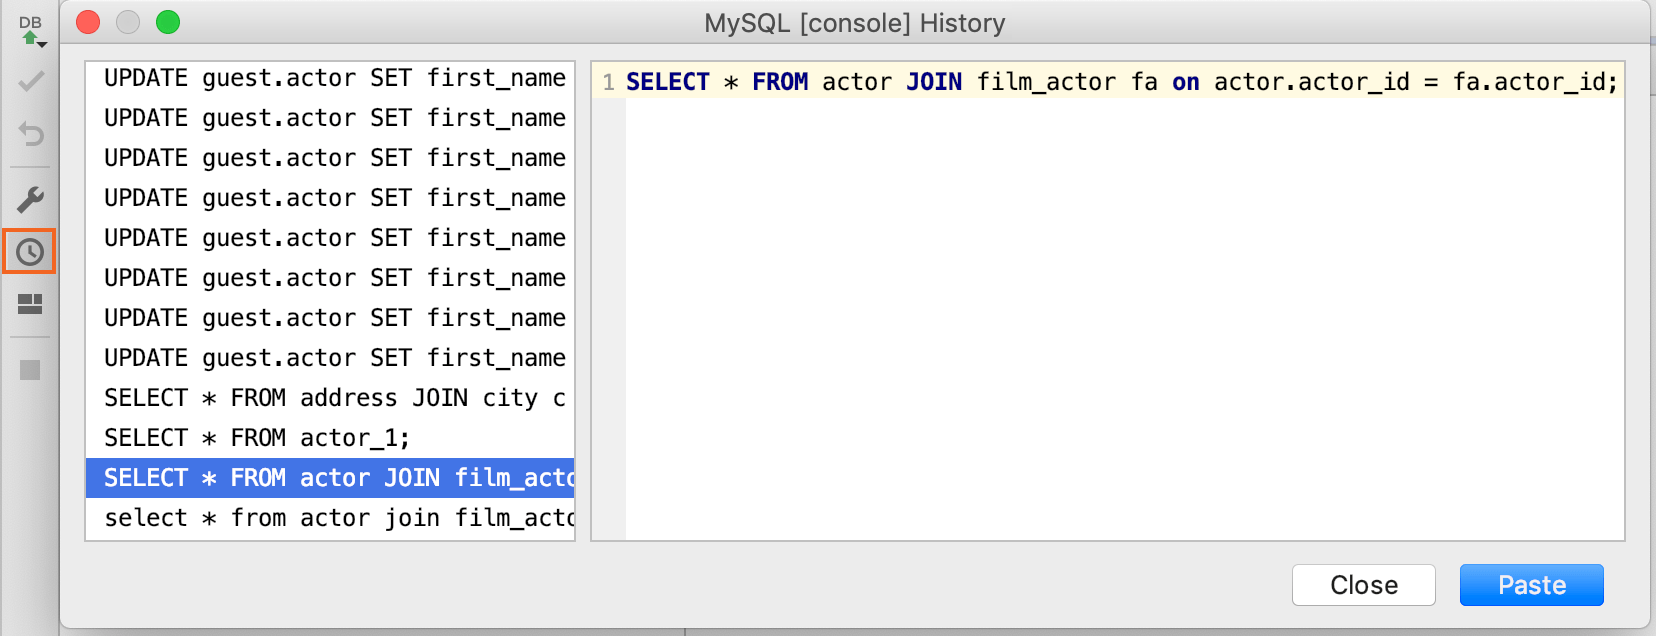 DB
MySQL [console] History
UPDATE guest.actor SET first_name
UPDATE guest.actor SET first_name
UPDATE guest.actor SET first_name
UPDATE guest.actor SET first_name
UPDATE guest.actor SET first_name
UPDATE guest.actor SET first_name
UPDATE guest.actor SET first_name
UPDATE guest.actor SET first_name
SELECT * FROM address JOIN city c
SELECT * FROM actor_1;
SELECT * FROM actor JOIN film_acto
select * from actor join film_acto
1 SELECT * FROM actor JOIN film_actor fa on actor.actor_id = fa.actor_id;
Close
Paste